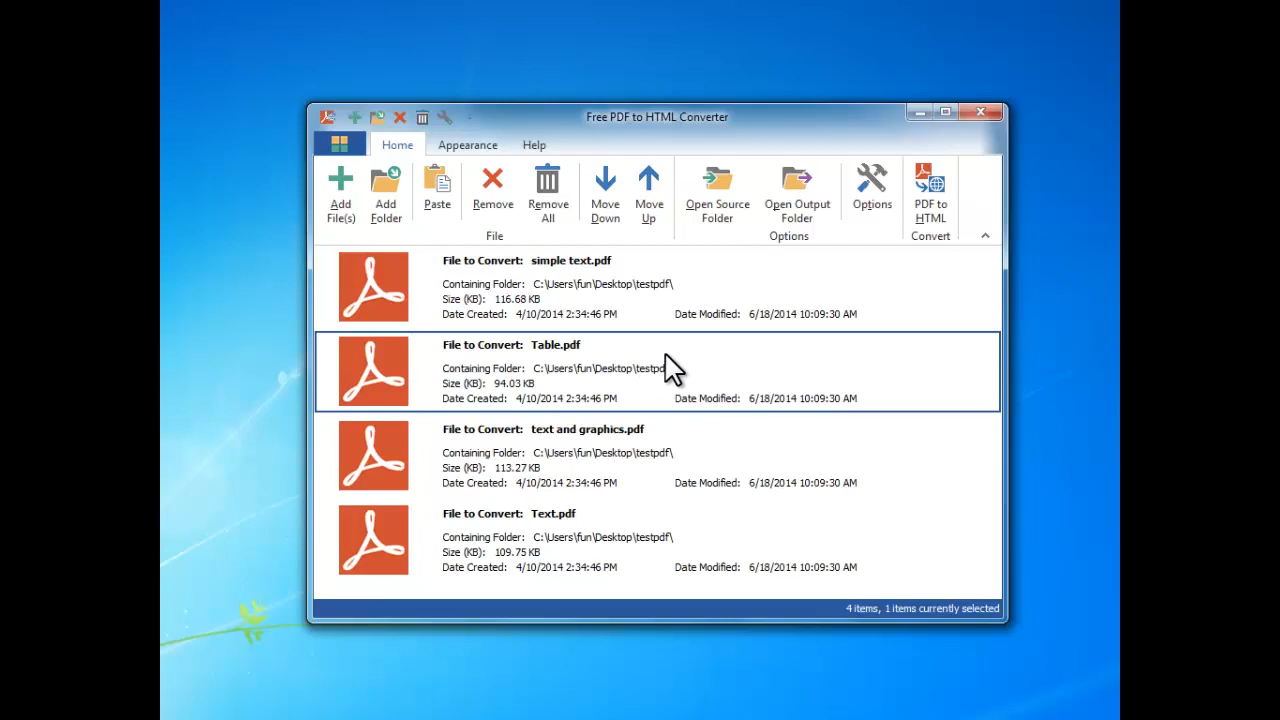 Free PDF to HTML Converter
Home Appearance Help
Add File(s)
Add Folder
Paste
Remove
Remove All
Move Down
Move Up
Open Source Folder
Open Output Folder
Options
PDF to HTML
File Options Convert
File to Convert: simple text.pdf
Containing Folder: C:\Users\fun\Desktop\testpdf\
Size (KB): 116.68 KB
Date Created: 4/10/2014 2:34:46 PM Date Modified: 6/18/2014 10:09:30 AM
File to Convert: Table.pdf
Containing Folder: C:\Users\fun\Desktop\testpd
Size (KB): 94.03 KB
Date Created: 4/10/2014 2:34:46 PM Date Modified: 6/18/2014 10:09:30 AM
File to Convert: text and graphics.pdf
Containing Folder: C:\Users\fun\Desktop\testpdf\
Size (KB): 113.27 KB
Date Created: 4/10/2014 2:34:46 PM Date Modified: 6/18/2014 10:09:30 AM
File to Convert: Text.pdf
Containing Folder: C:\Users\fun\Desktop\testpdf\
Size (KB): 109.75 KB
Date Created: 4/10/2014 2:34:46 PM Date Modified: 6/18/2014 10:09:30 AM
4 items, 1 items currently selected